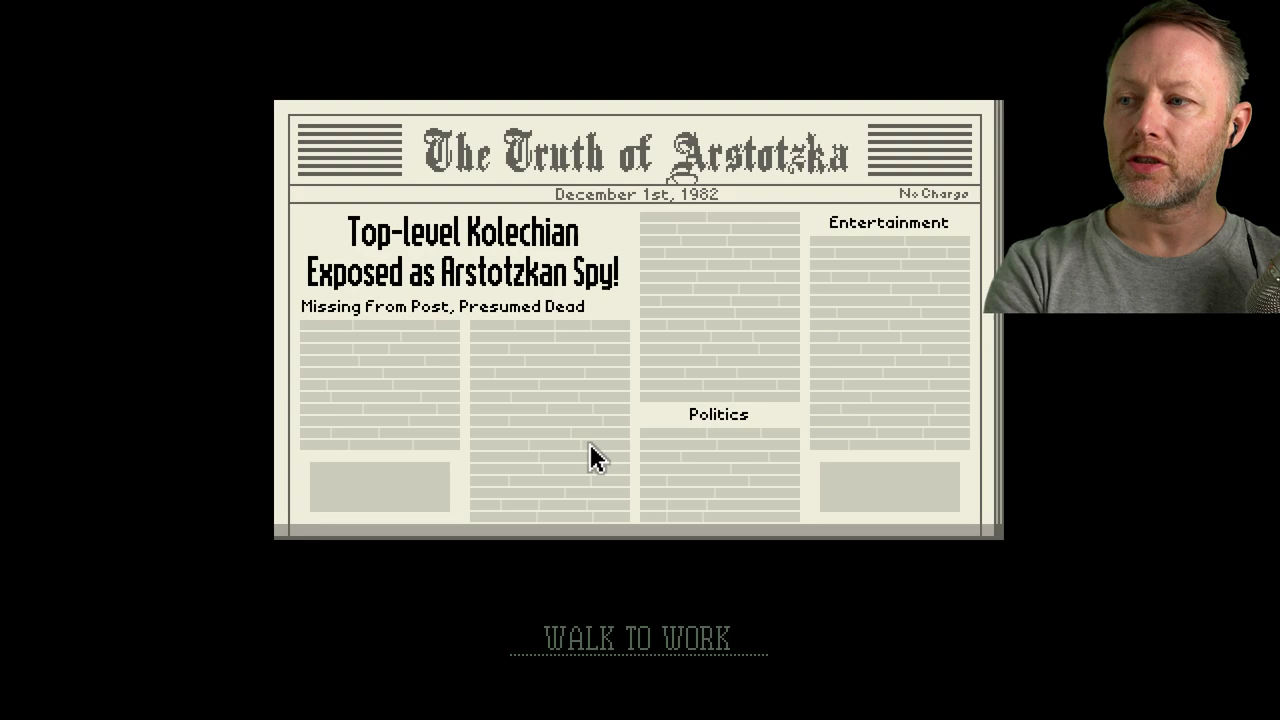 The Truth of Arstotzka
December 1st, 1982
No Charge
Top-level Kolechian
Exposed as Arstotzkan Spy!
Missing From Post, Presumed Dead
Politics
Entertainment
WALK TO WORK